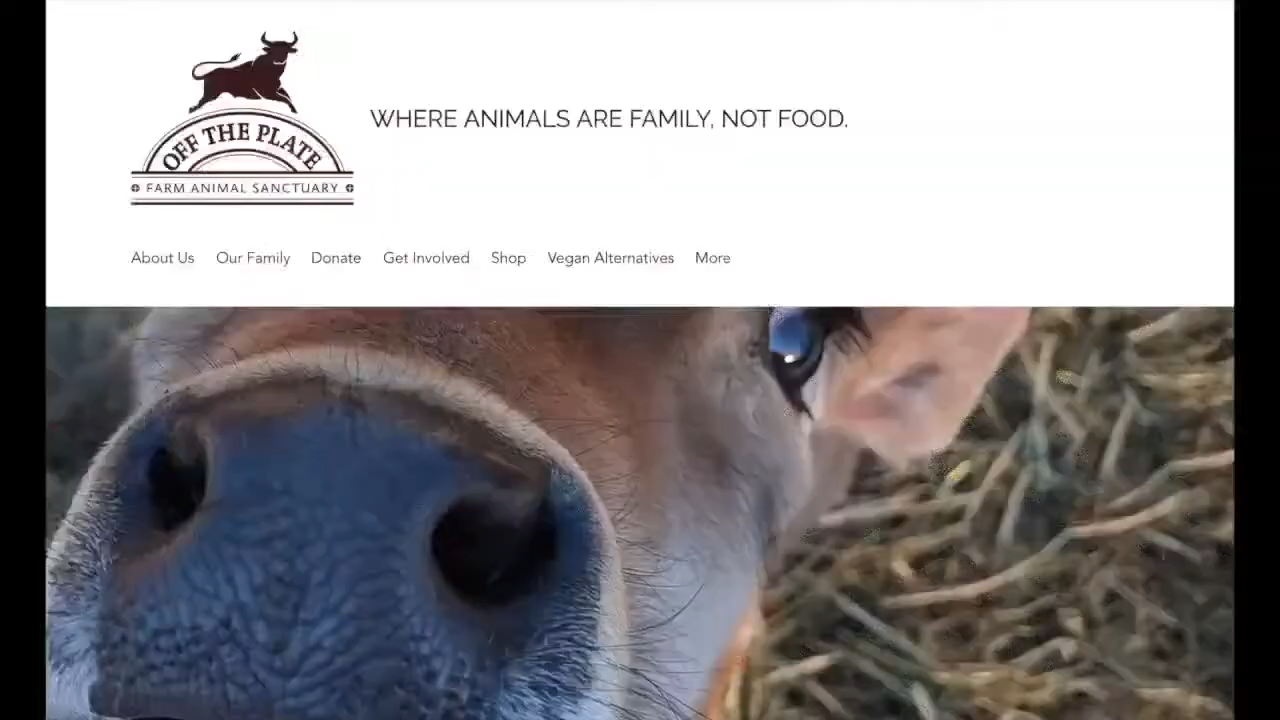 OFF THE PLATE
FARM ANIMAL SANCTUARY
WHERE ANIMALS ARE FAMILY, NOT FOOD.
About Us Our Family Donate Get Involved Shop Vegan Alternatives More